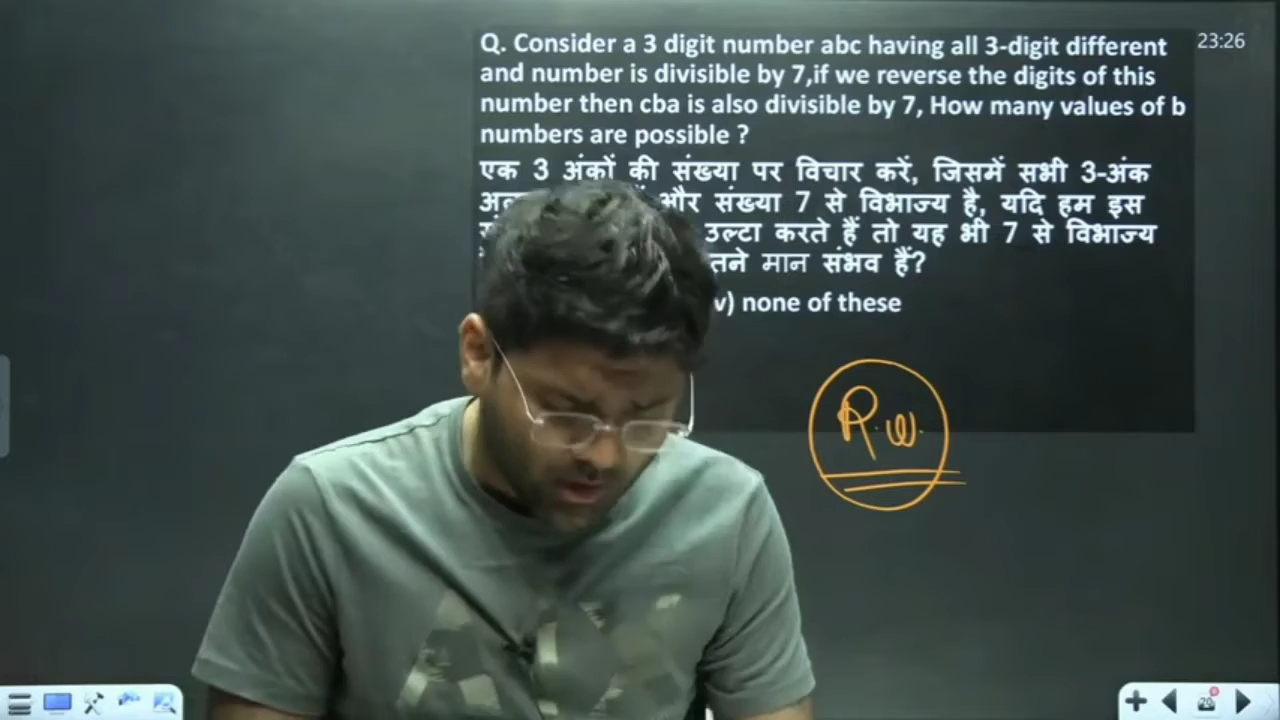 Q. Consider a 3 digit number abc having all 3-digit different
23:26
and number is divisible by 7,if we reverse the digits of this
number then cba is also divisible by 7, How many values of b
numbers are possible ?
एक 3 अंकों की संख्या पर विचार करें, जिसमें सभी 3-अंक
और संख्या 7 से विभाज्य है, यदि हम इस
उल्टा करते हैं तो यह भी 7 से विभाज्य
मान संभव हैं?
none of these
R.W.